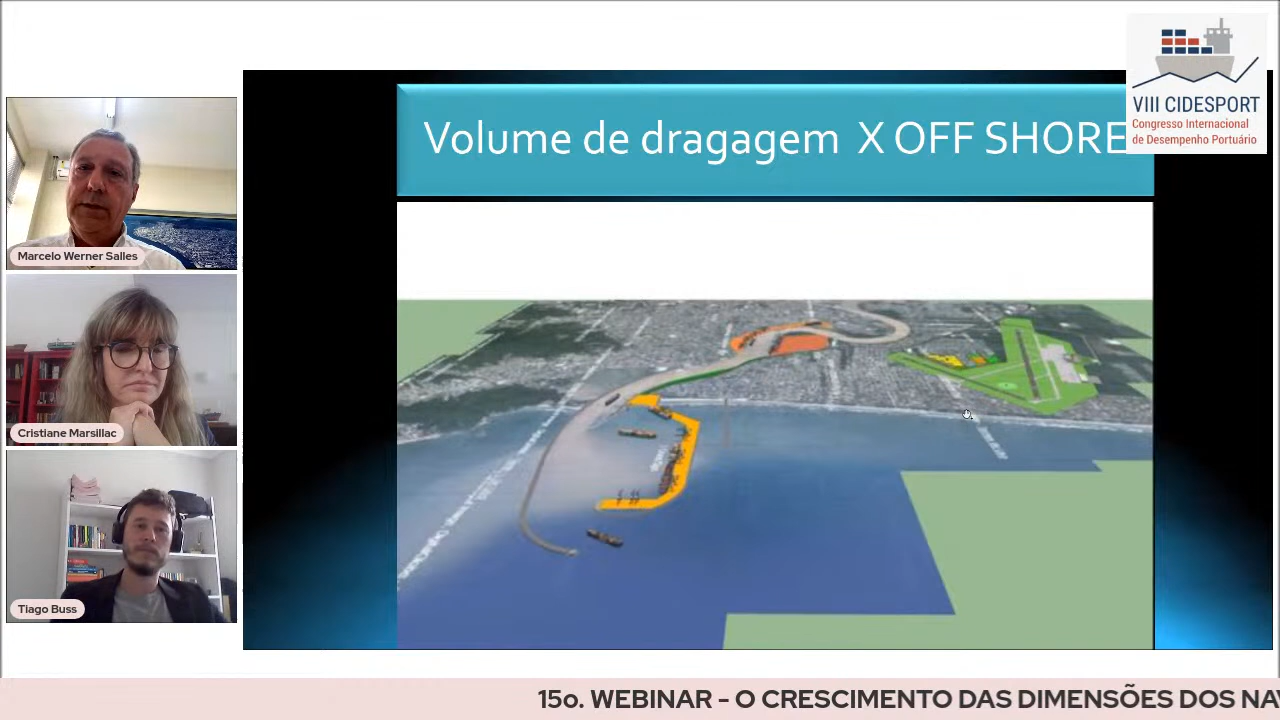 VIII CIDESPORT
Congresso Internacional
de Desempenho Portuário
Volume de dragagem X OFF SHORE
Marcelo Werner Salles
Cristiane Marsillac
Tiago Buss
15o. WEBINAR - O CRESCIMENTO DAS DIMENSÕES DOS NAV